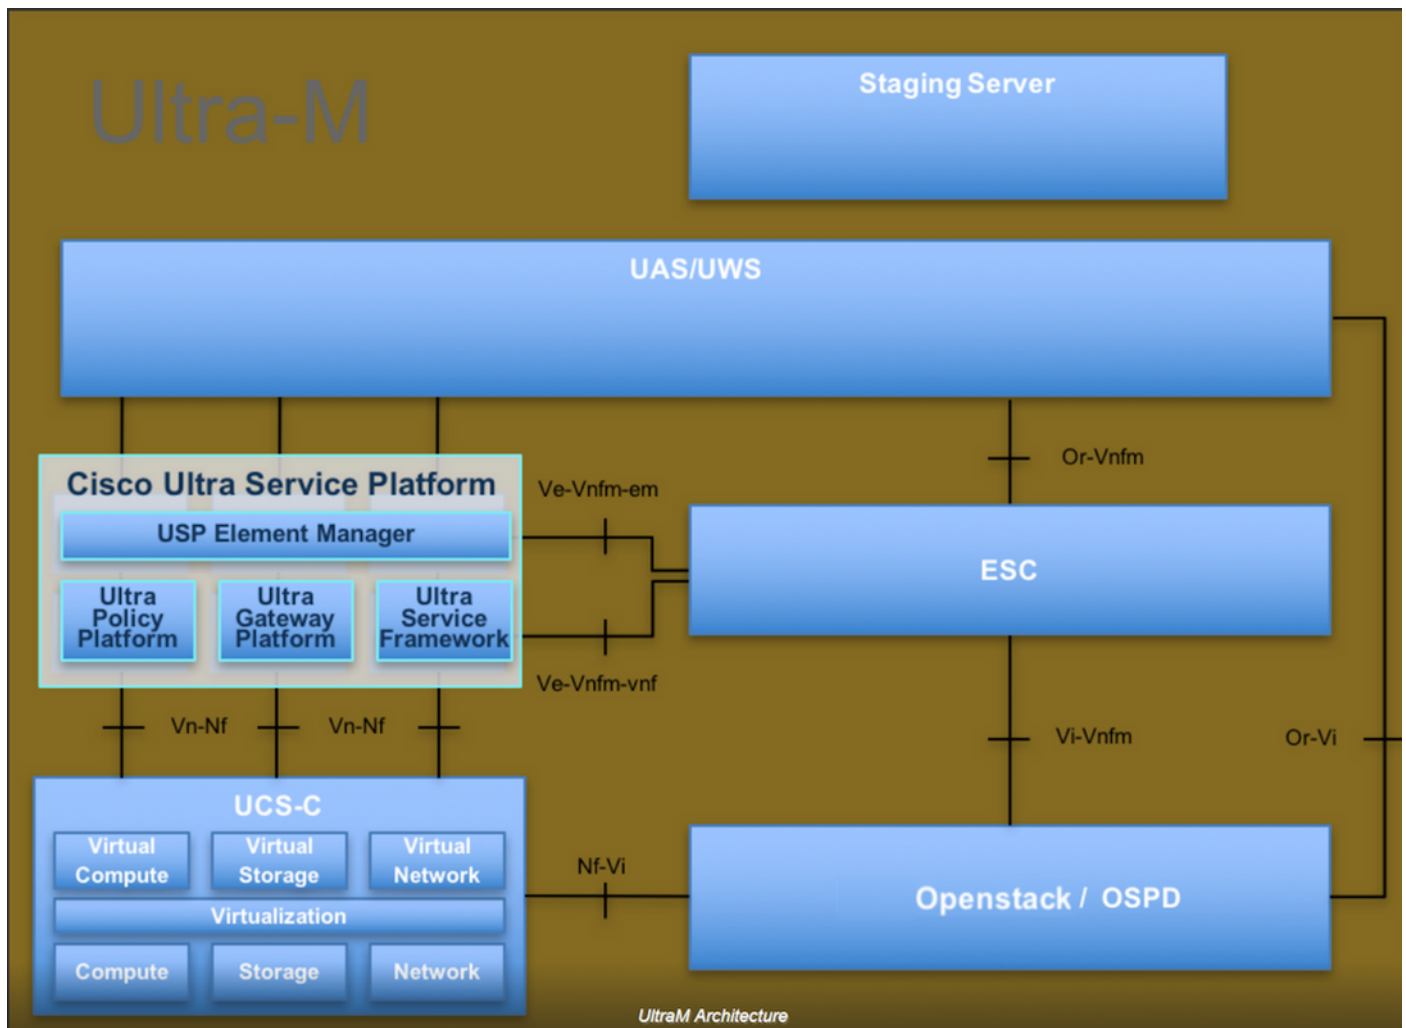 Ultra-M
Staging Server
UAS/UWS
Or-Vnfm
Cisco Ultra Service Platform
Ve-Vnfm-em
USP Element Manager
ESC
Ultra
Policy
Platform
Ultra
Gateway
Platform
Ultra
Service
Framework
Ve-Vnfm-vnf
Vn-Nf
Vn-Nf
Vi-Vnfm
Or-Vi
UCS-C
Virtual
Compute
Virtual
Storage
Virtual
Network
Nf-Vi
Openstack / OSPD
Virtualization
Compute
Storage
Network
UltraM Architecture